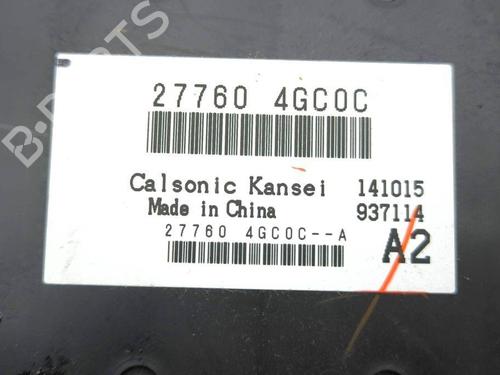 B-PARTS
27760 4GC0C
Calsonic Kansei 141015
Made in China 937114
27760 4GC0C--A A2